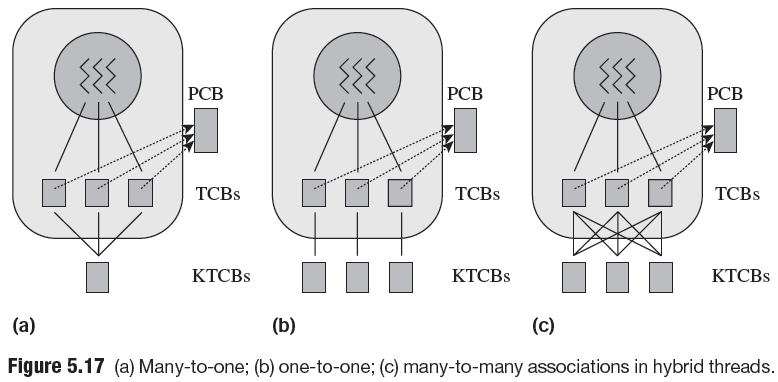 PCB
PCB
PCB
TCBs
TCBs
TCBs
KTCBs
KTCBs
KTCBs
(a)
(b)
(c)
Figure 5.17 (a) Many-to-one; (b) one-to-one; (c) many-to-many associations in hybrid threads.